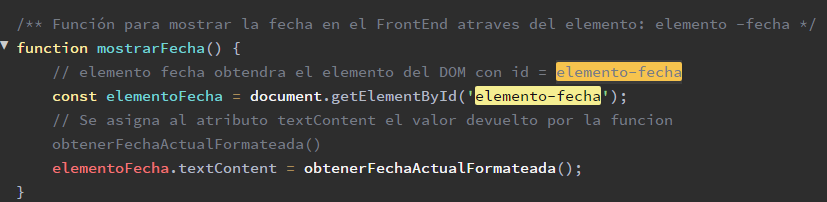 /** Función para mostrar la fecha en el FrontEnd atraves del elemento: elemento -fecha */
function mostrarFecha() {
// elemento fecha obtendra el elemento del DOM con id = elemento-fecha
const elementoFecha = document.getElementById('elemento-fecha');
// Se asigna al atributo textContent el valor devuelto por la funcion
obtenerFechaActualFormateada()
elementoFecha.textContent = obtenerFechaActualFormateada();
}